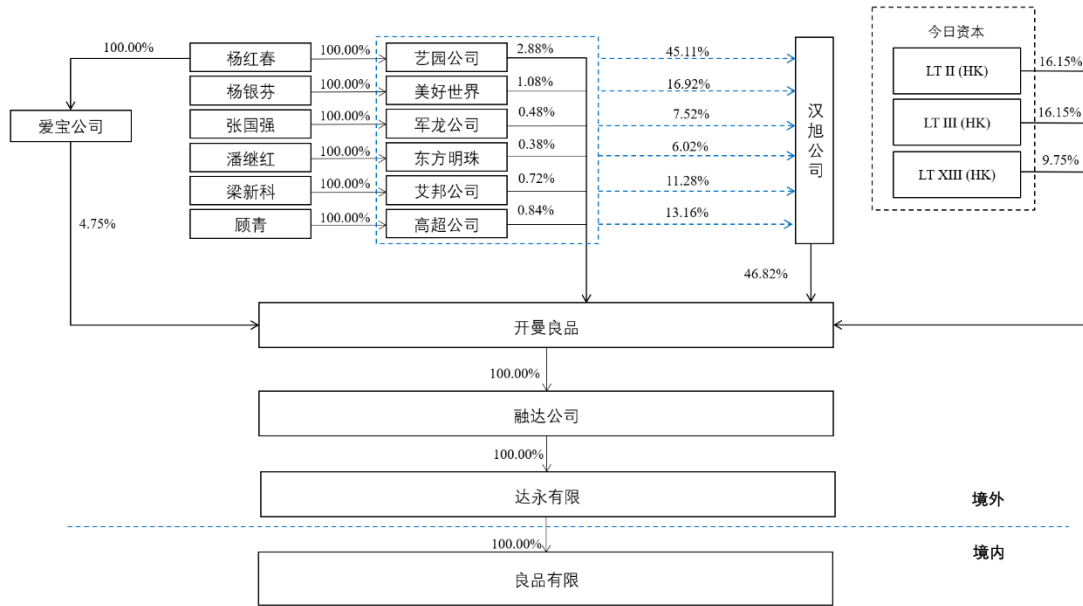 今日资本
100.00%
杨红春
100.00%
艺园公司
2.88%
45.11%
LT II (HK)
16.15%
杨银芬
100.00%
美好世界
1.08%
16.92%
爱宝公司
张国强
100.00%
军龙公司
0.48%
7.52%
汉旭公司
LT III (HK)
16.15%
潘继红
100.00%
东方明珠
0.38%
6.02%
LT XIII (HK)
9.75%
梁新科
100.00%
艾邦公司
0.72%
11.28%
4.75%
顾青
100.00%
高超公司
0.84%
13.16%
46.82%
开曼良品
100.00%
融达公司
100.00%
达永有限
境外
100.00%
境内
良品有限